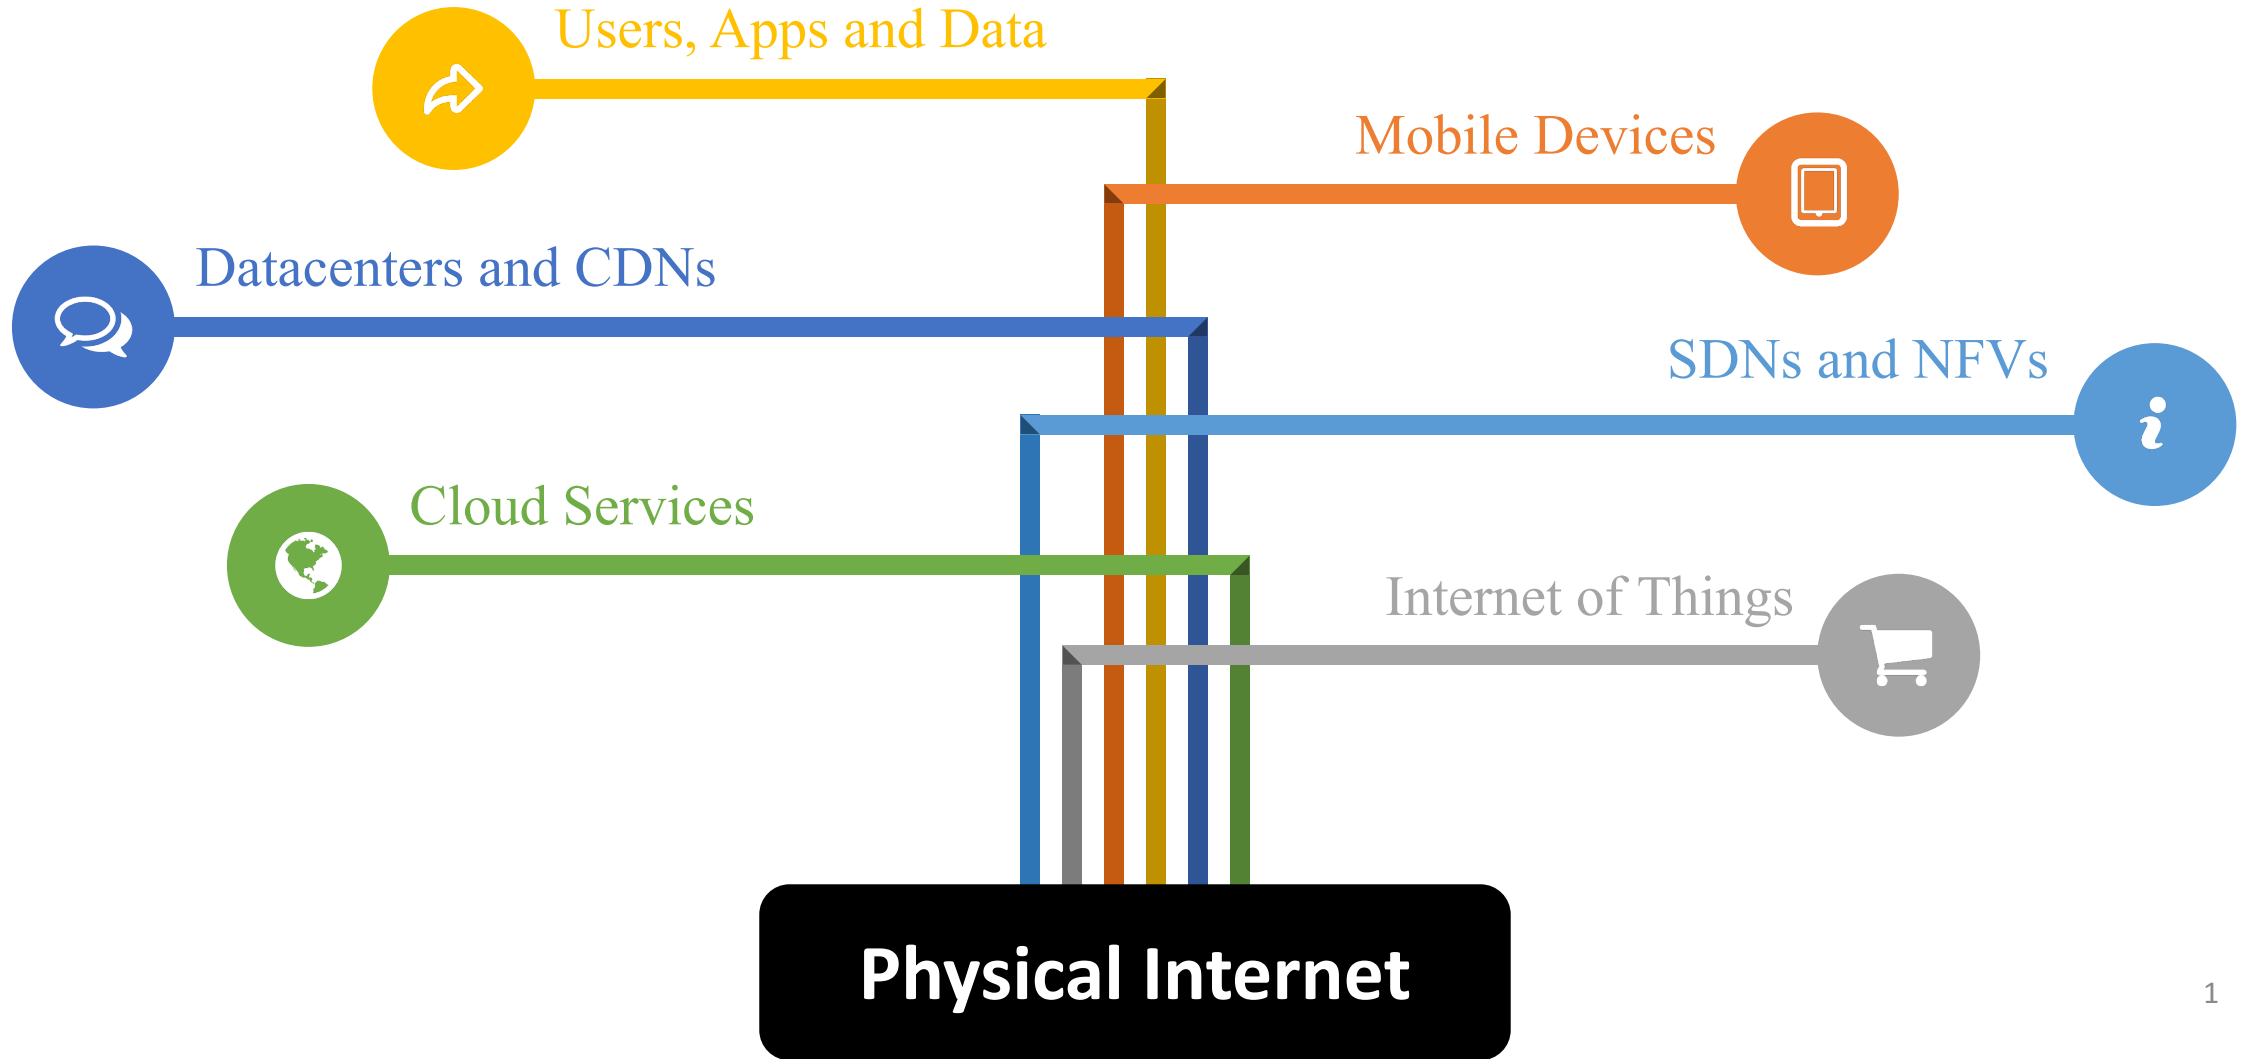 Users, Apps and Data
Mobile Devices
Datacenters and CDNs
SDNs and NFVs
Cloud Services
Internet of Things
Physical Internet
1